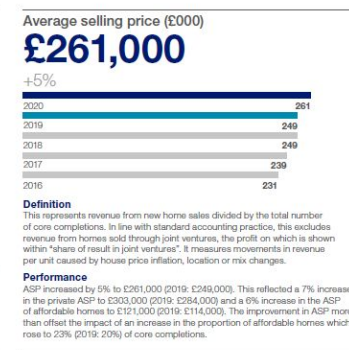 Average selling price (£000)
£261,000
+5%
2020 261
2019 249
2018 249
2017 239
2016 231
Definition
This represents revenue from new home sales divided by the total number
of core completions. In line with standard accounting practice, this excludes
revenue from homes sold through joint ventures, the profit on which is shown
within “share of result in joint ventures”. It measures movements in revenue
per unit caused by house price inflation, location or mix changes.
Performance
ASP increased by 5% to £261,000 (2019: £249,000). This reflected a 7% increase
in the private ASP to £303,000 (2019: £284,000) and a 6% increase in the ASP
of affordable homes to £121,000 (2019: £114,000). The improvement in ASP more
than offset the impact of an increase in the proportion of affordable homes which
rose to 23% (2019: 20%) of core completions.